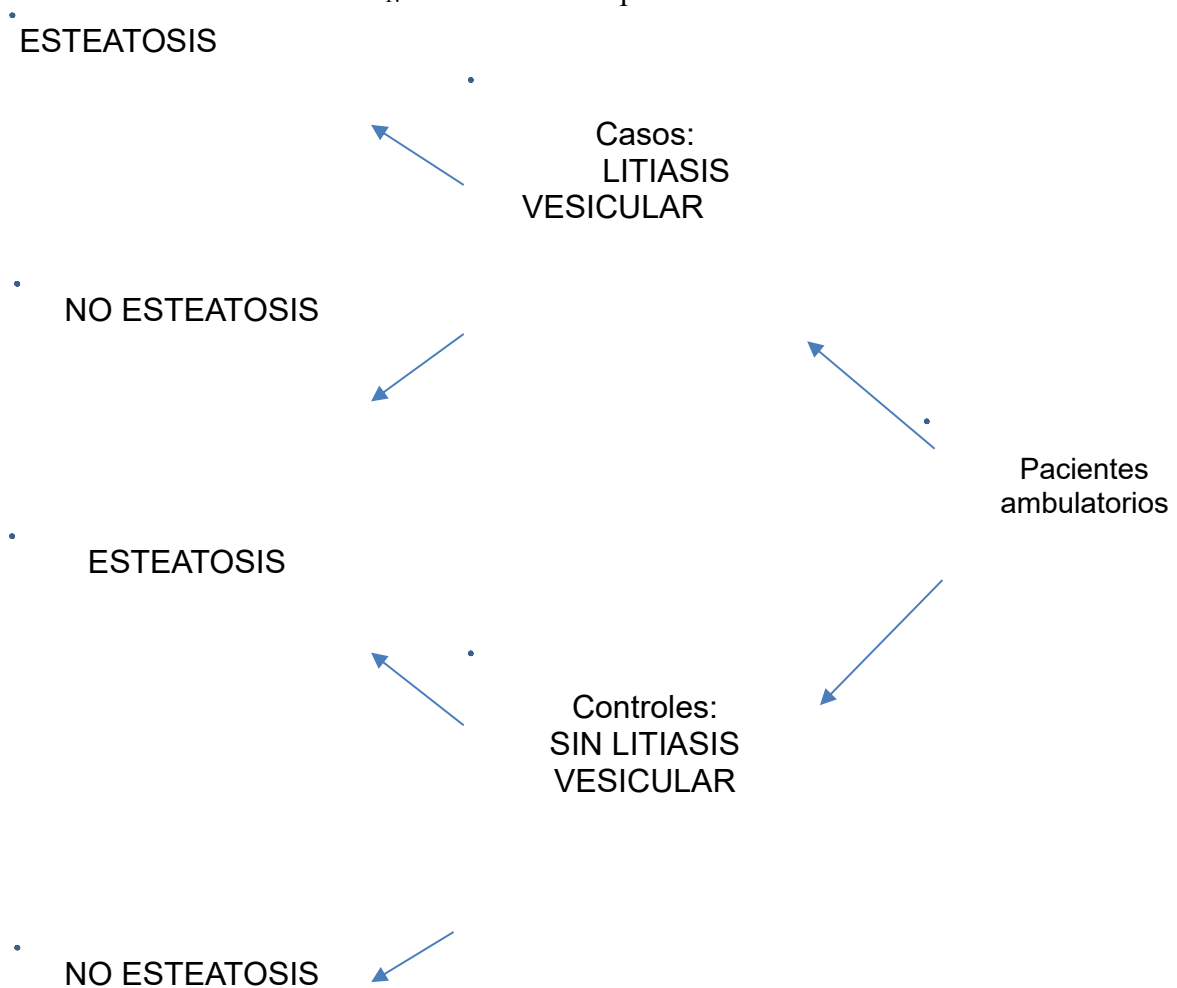 ESTEATOSIS
Casos:
LITIASIS
VESICULAR
NO ESTEATOSIS
Pacientes
ambulatorios
ESTEATOSIS
Controles:
SIN LITIASIS
VESICULAR
NO ESTEATOSIS